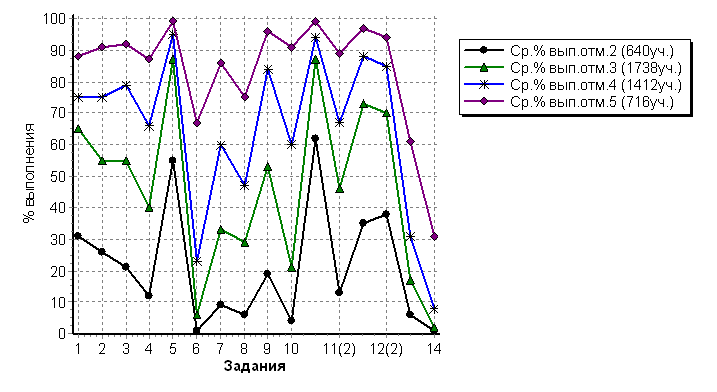 100
90
80
70
60
50
40
30
20
10
0
% выполнения
1 2 3 4 5 6 7 8 9 10 11(2) 12(2) 14
Задания
Ср.% вып.отм.2 (640уч.)
Ср.% вып.отм.3 (1738уч.)
Ср.% вып.отм.4 (1412уч.)
Ср.% вып.отм.5 (716уч.)